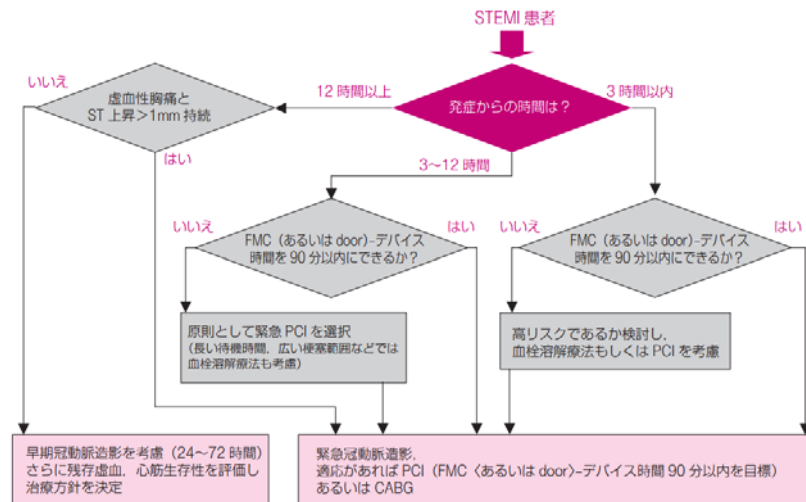 STEMI 患者
発症からの時間は？
12 時間以上
3 時間以内
3〜12 時間
虚血性胸痛と
ST 上昇＞1mm 持続
いいえ
はい
FMC（あるいは door）-デバイス
時間を 90 分以内にできるか？
いいえ
はい
FMC（あるいは door）-デバイス
時間を 90 分以内にできるか？
いいえ
はい
原則として緊急 PCI を選択
（長い待機時間，広い梗塞範囲などでは
血栓溶解療法も考慮）
高リスクであるか検討し，
血栓溶解療法もしくは PCI を考慮
早期冠動脈造影を考慮（24〜72 時間）
さらに残存虚血，心筋生存性を評価し
治療方針を決定
緊急冠動脈造影，
適応があれば PCI（FMC〈あるいは door〉-デバイス時間 90 分以内を目標）
あるいは CABG